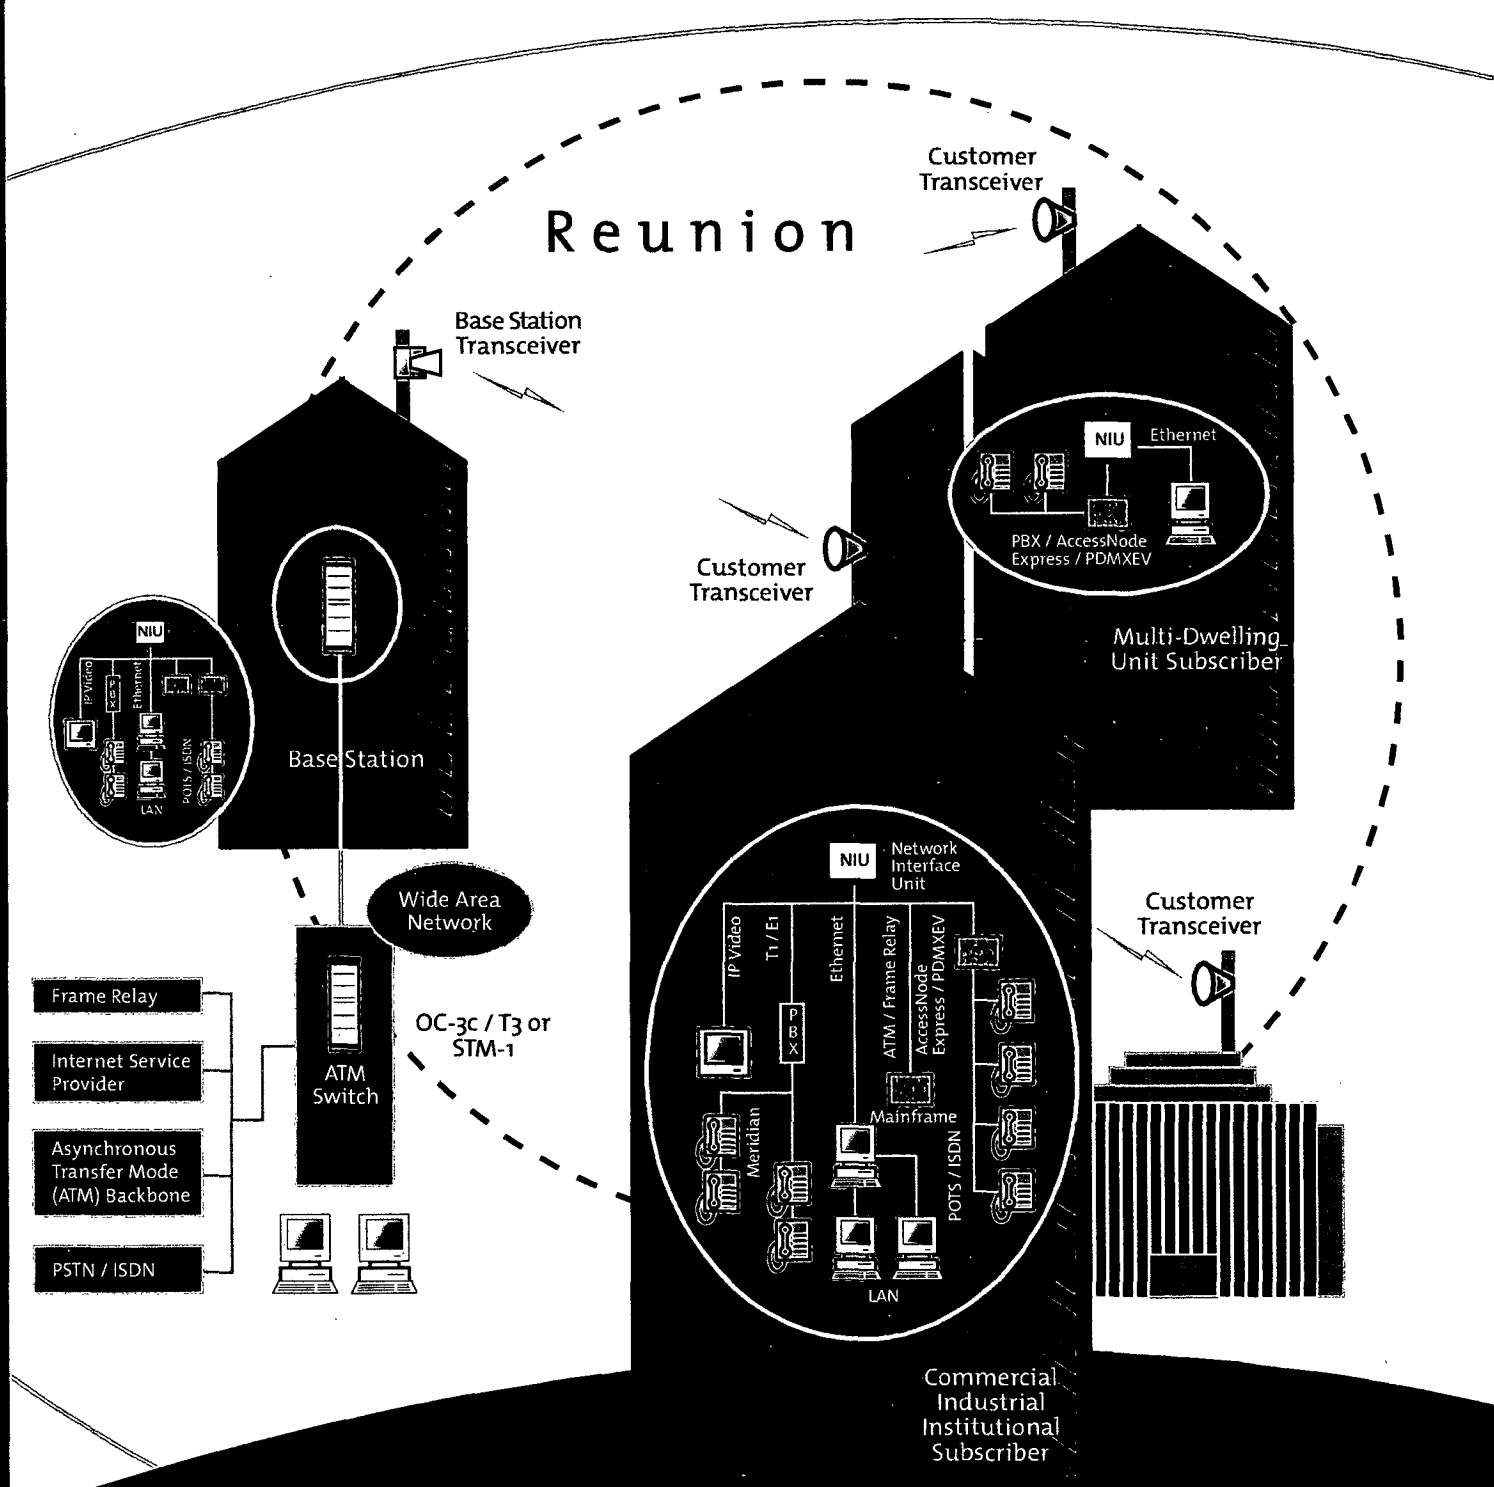 Customer
Transceiver
Reunion
Base Station
Transceiver
NIU
Ethernet
PBX / AccessNode
Express / PDMXEV
Customer
Transceiver
Multi-Dwelling
Unit Subscriber
NIU
IP Video
PBX
Ethernet
POTS / ISDN
LAN
Base Station
NIU
Network
Interface
Unit
Wide Area
Network
Customer
Transceiver
IP Video
T1 / E1
Ethernet
ATM / Frame Relay
AccessNode
Express / PDMXEV
PBX
Frame Relay
OC-3c / T3 or
STM-1
Internet Service
Provider
ATM
Switch
Mainframe
Meridian
POTS / ISDN
Asynchronous
Transfer Mode
(ATM) Backbone
PSTN / ISDN
LAN
Commercial
Industrial
Institutional
Subscriber